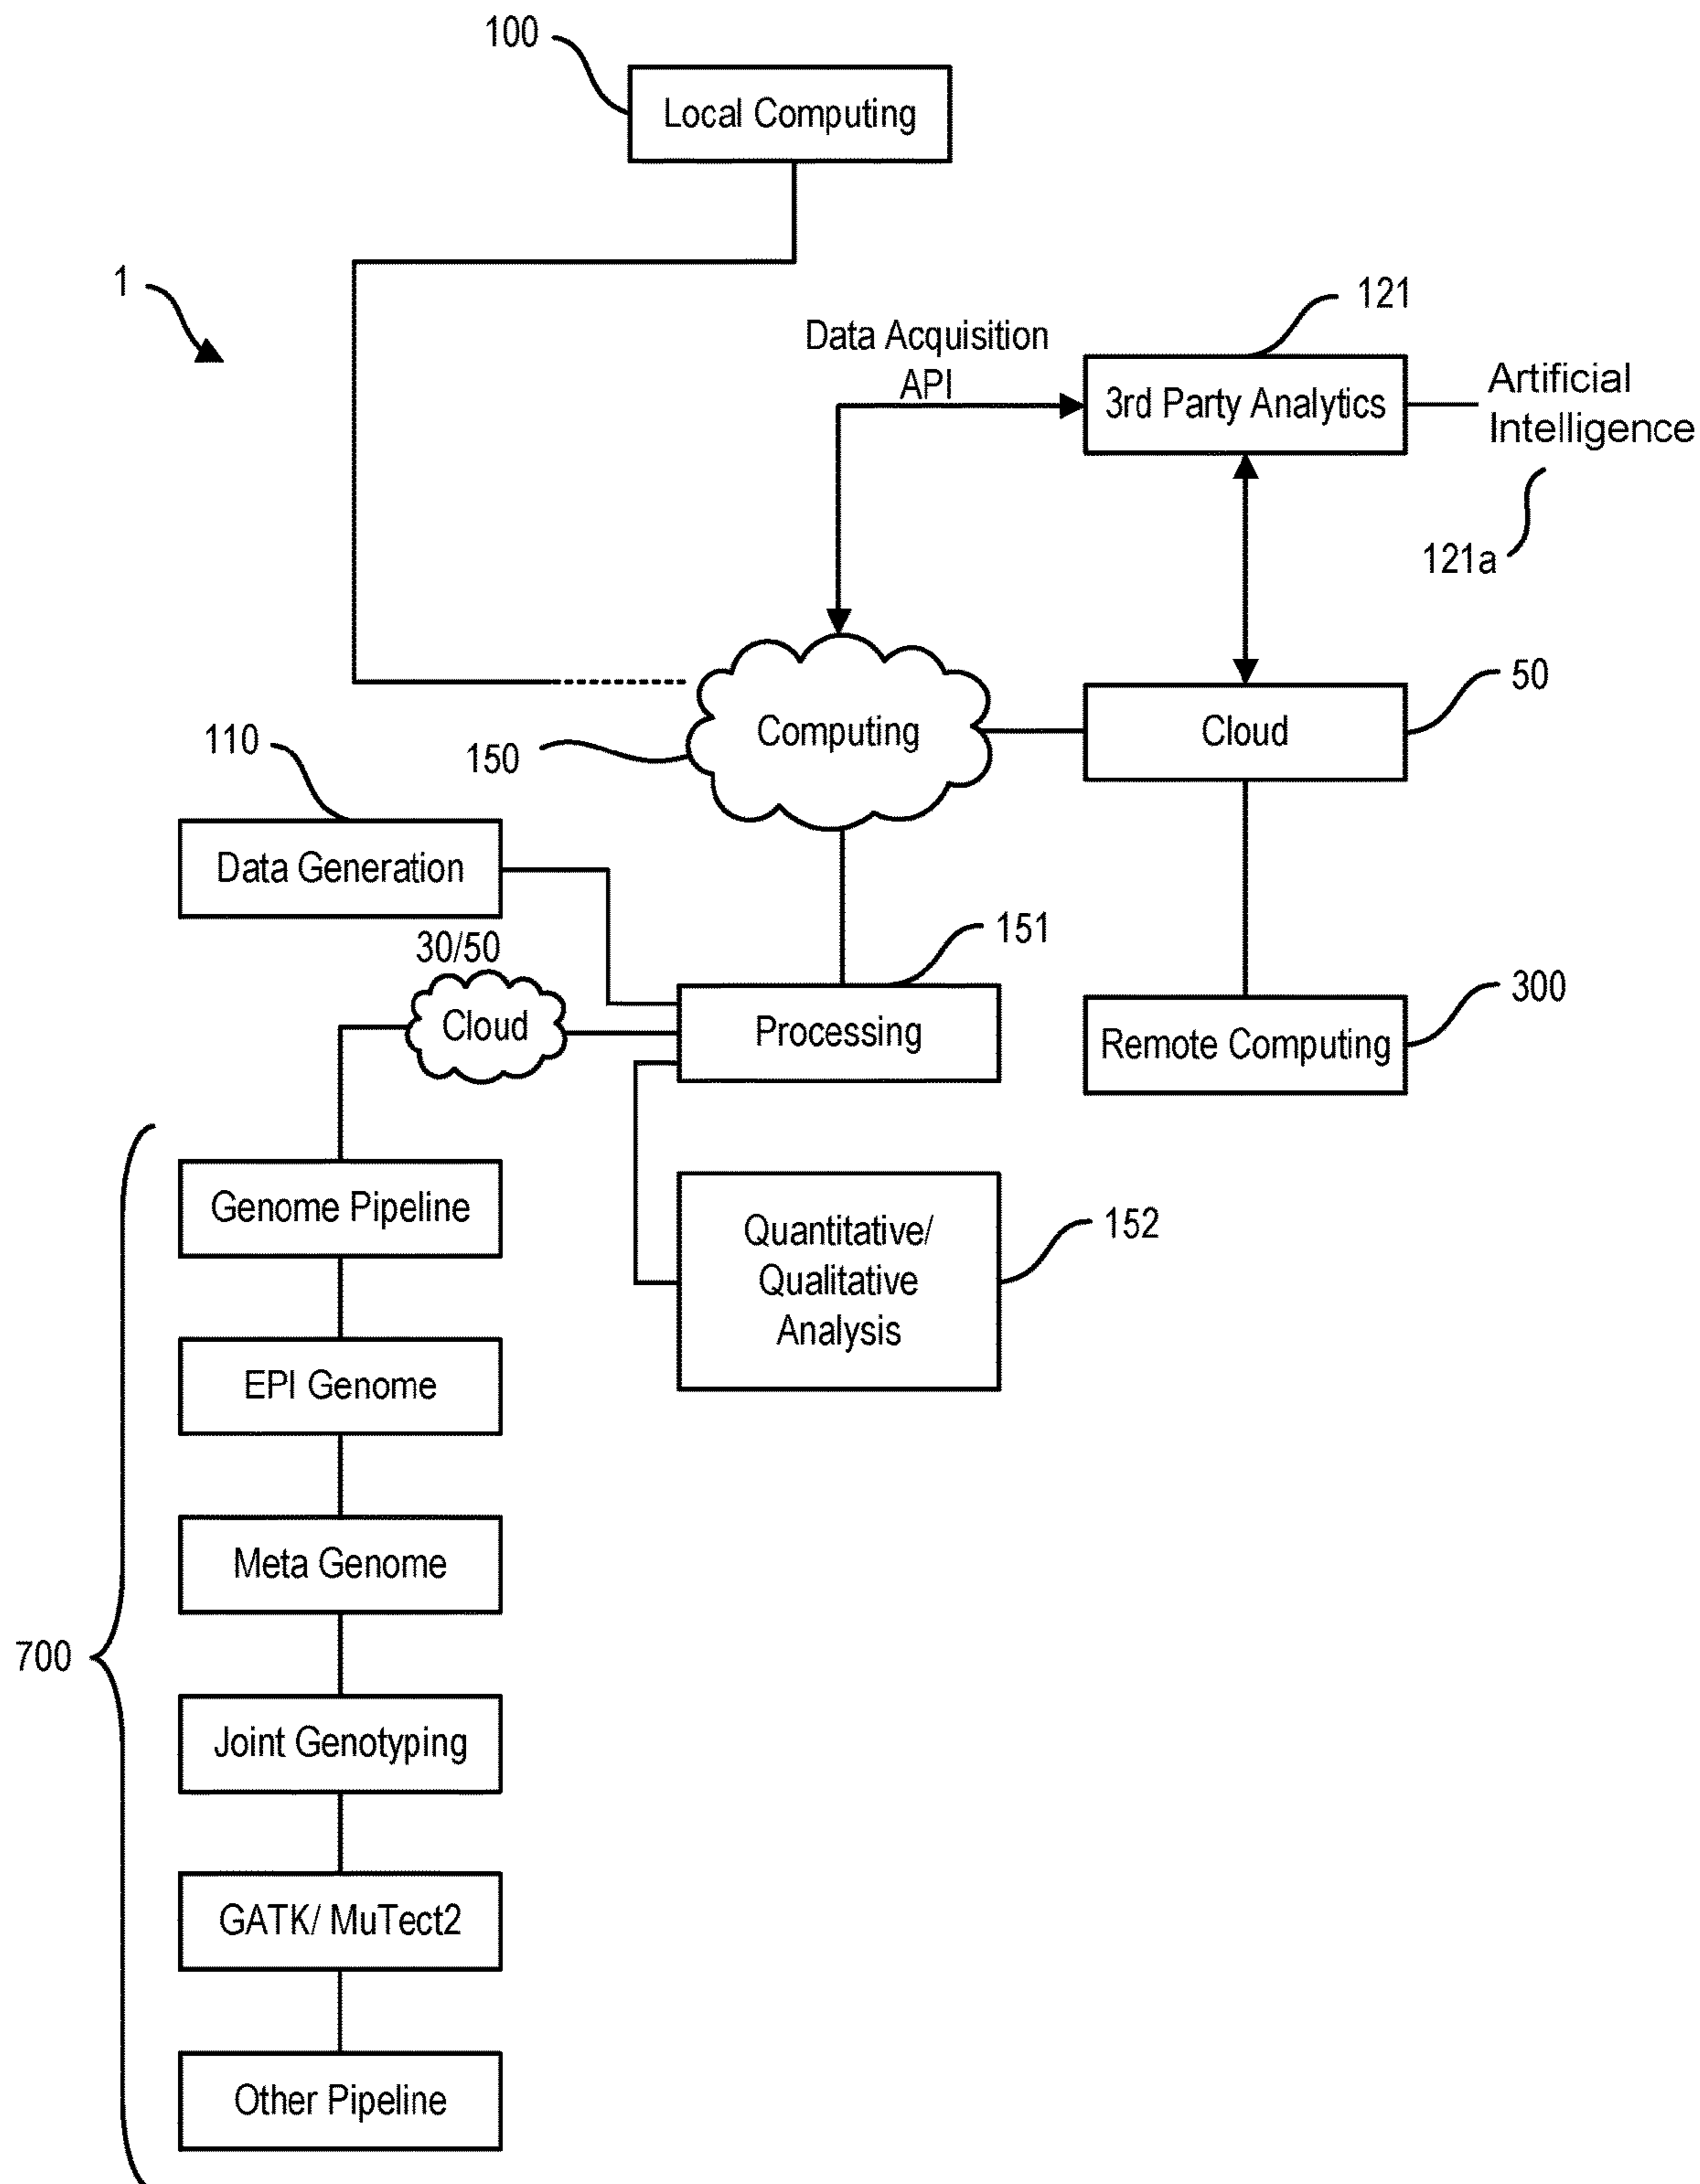 100
Local Computing
1
121
Data Acquisition
API
3rd Party Analytics
Artificial
Intelligence
121a
50
Computing
Cloud
110
150
Data Generation
30/50
151
Cloud
Processing
300
Remote Computing
Genome Pipeline
Quantitative/
Qualitative
Analysis
152
EPI Genome
Meta Genome
700
Joint Genotyping
GATK/ MuTect2
Other Pipeline